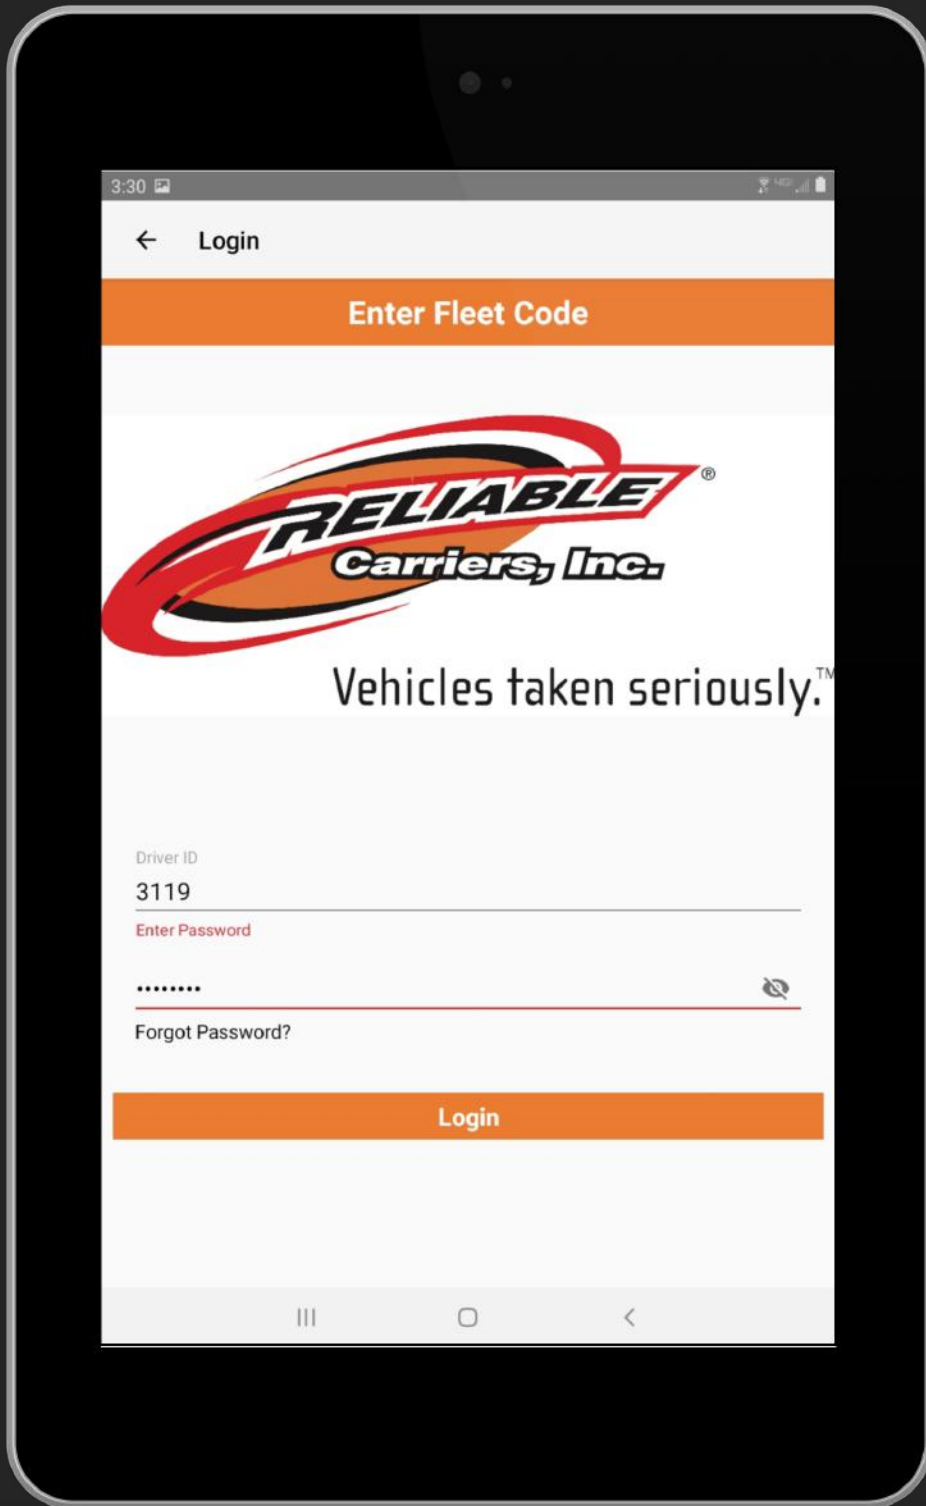 3:30
Login
Enter Fleet Code
RELIABLE®
Carriers, Inc.
Vehicles taken seriously.™
Driver ID
3119
Enter Password
••••••••
Forgot Password?
Login